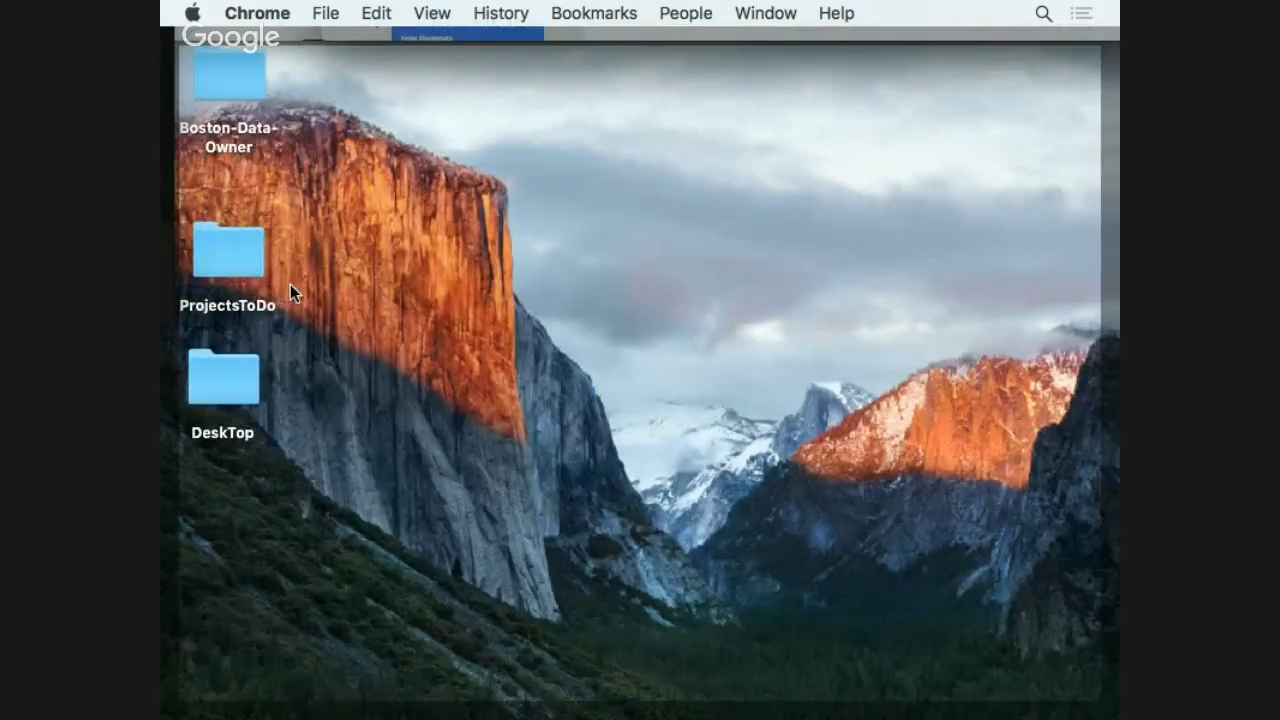 Chrome File Edit View History Bookmarks People Window Help
Google
Boston-Data-
Owner
ProjectsToDo
DeskTop